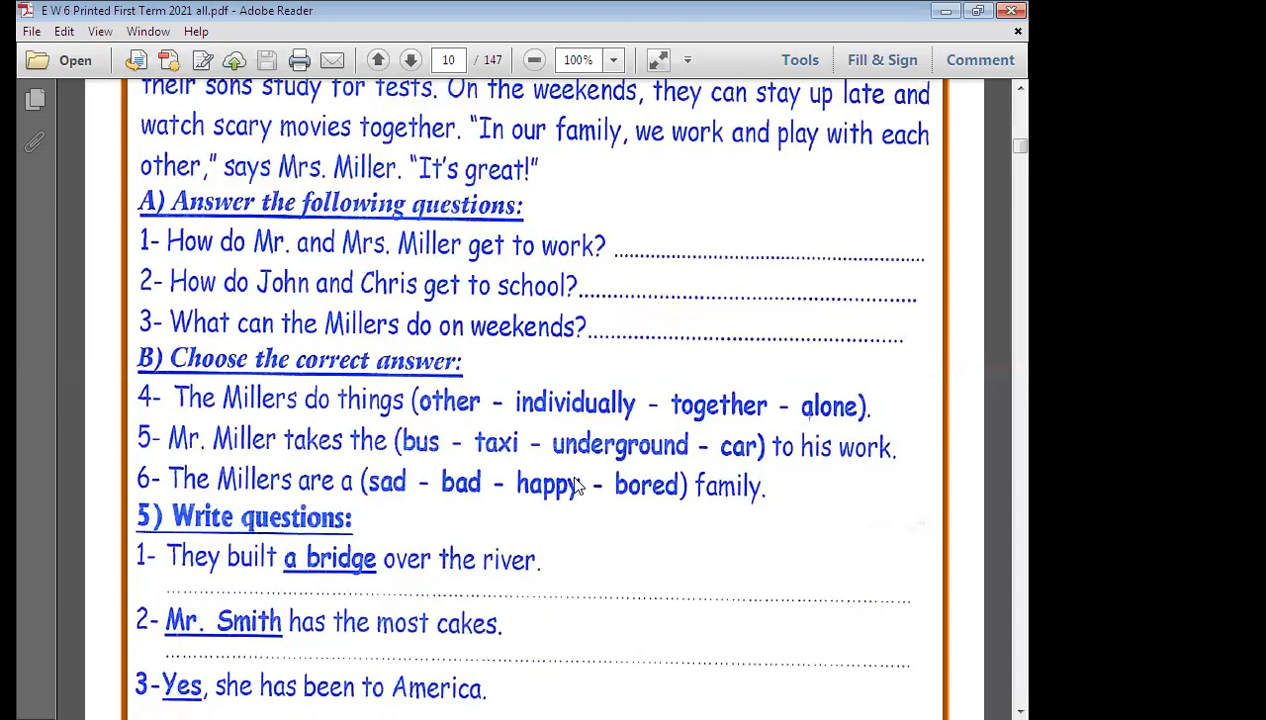 E W 6 Printed First Term 2021 all.pdf - Adobe Reader
File Edit View Window Help
Open 10 / 147 100% Tools Fill & Sign Comment
their sons study for tests. On the weekends, they can stay up late and
watch scary movies together. “In our family, we work and play with each
other,” says Mrs. Miller. “It’s great!”
A) Answer the following questions:
1- How do Mr. and Mrs. Miller get to work? ..........................................................
2- How do John and Chris get to school?..............................................................
3- What can the Millers do on weekends?...........................................................
B) Choose the correct answer:
4- The Millers do things (other - individually - together - alone).
5- Mr. Miller takes the (bus - taxi - underground - car) to his work.
6- The Millers are a (sad - bad - happy - bored) family.
5) Write questions:
1- They built a bridge over the river.
2- Mr. Smith has the most cakes.
3-Yes, she has been to America.